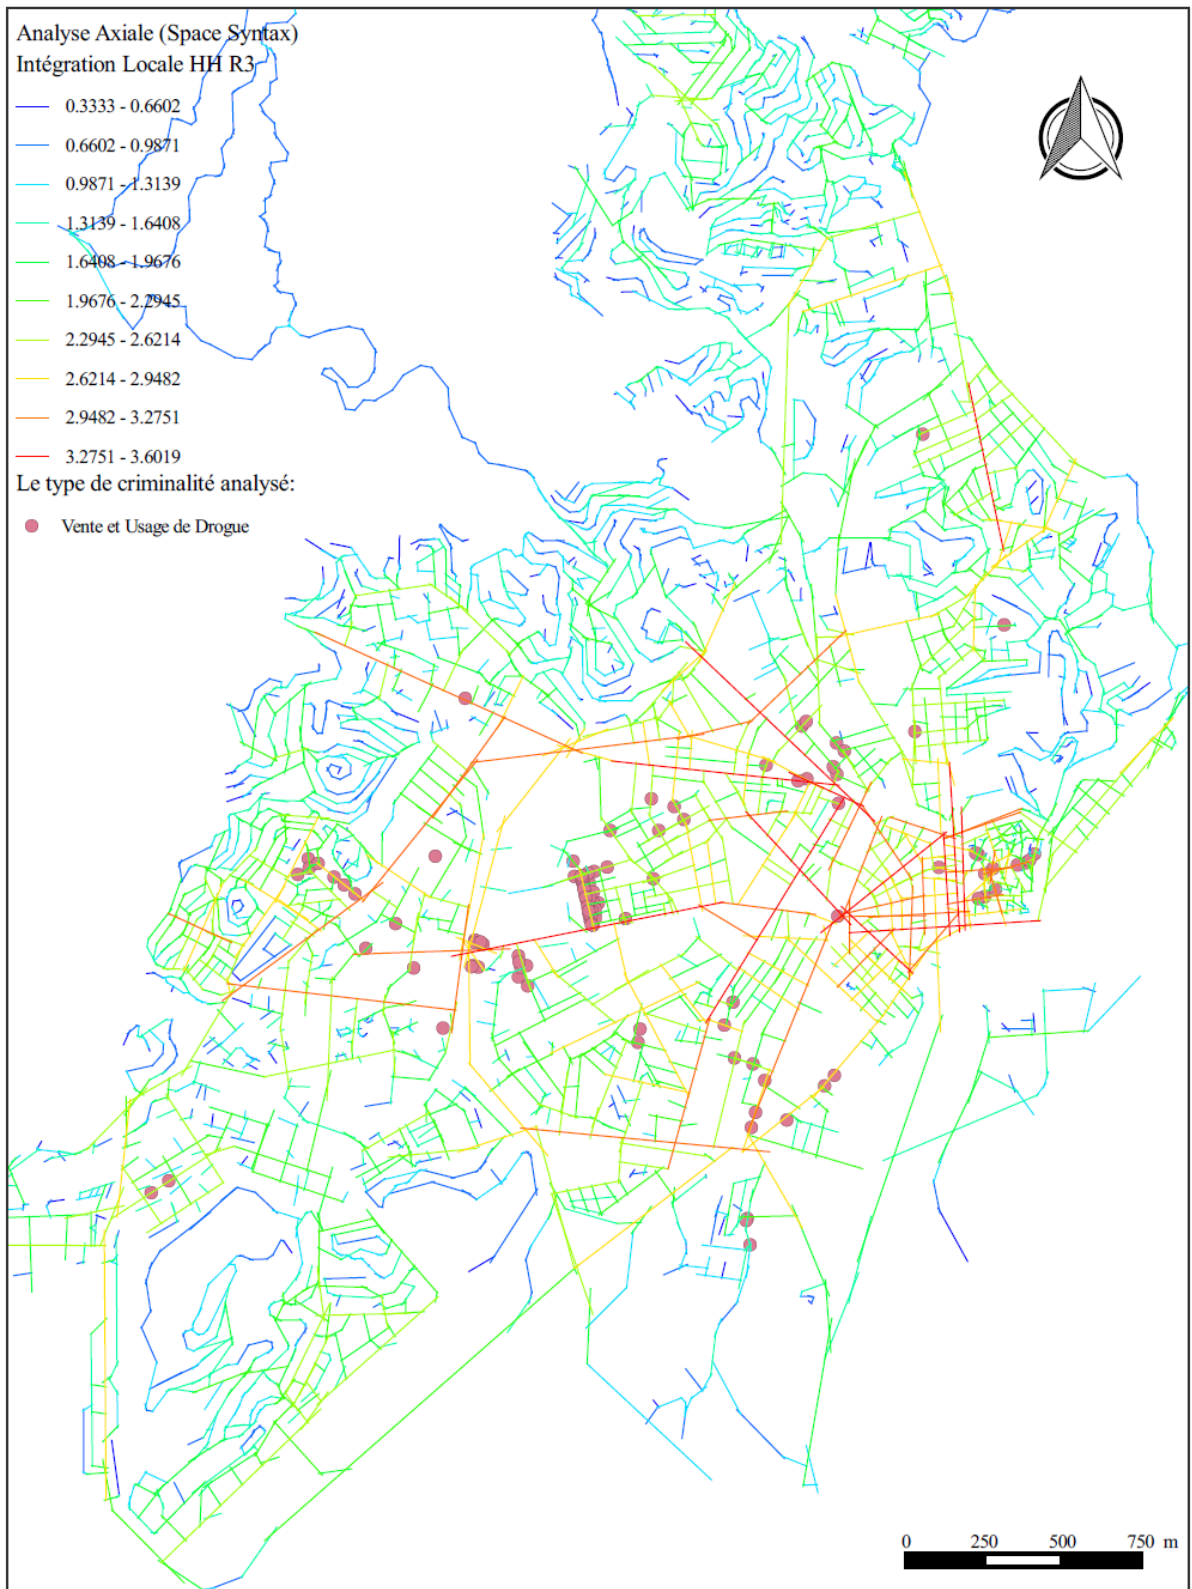 Analyse Axiale (Space Syntax)
Intégration Locale HH R3
0.3333 - 0.6602
0.6602 - 0.9871
0.9871 - 1.3139
1.3139 - 1.6408
1.6408 - 1.9676
1.9676 - 2.2945
2.2945 - 2.6214
2.6214 - 2.9482
2.9482 - 3.2751
3.2751 - 3.6019
Le type de criminalité analysé:
Vente et Usage de Drogue
0 250 500 750 m